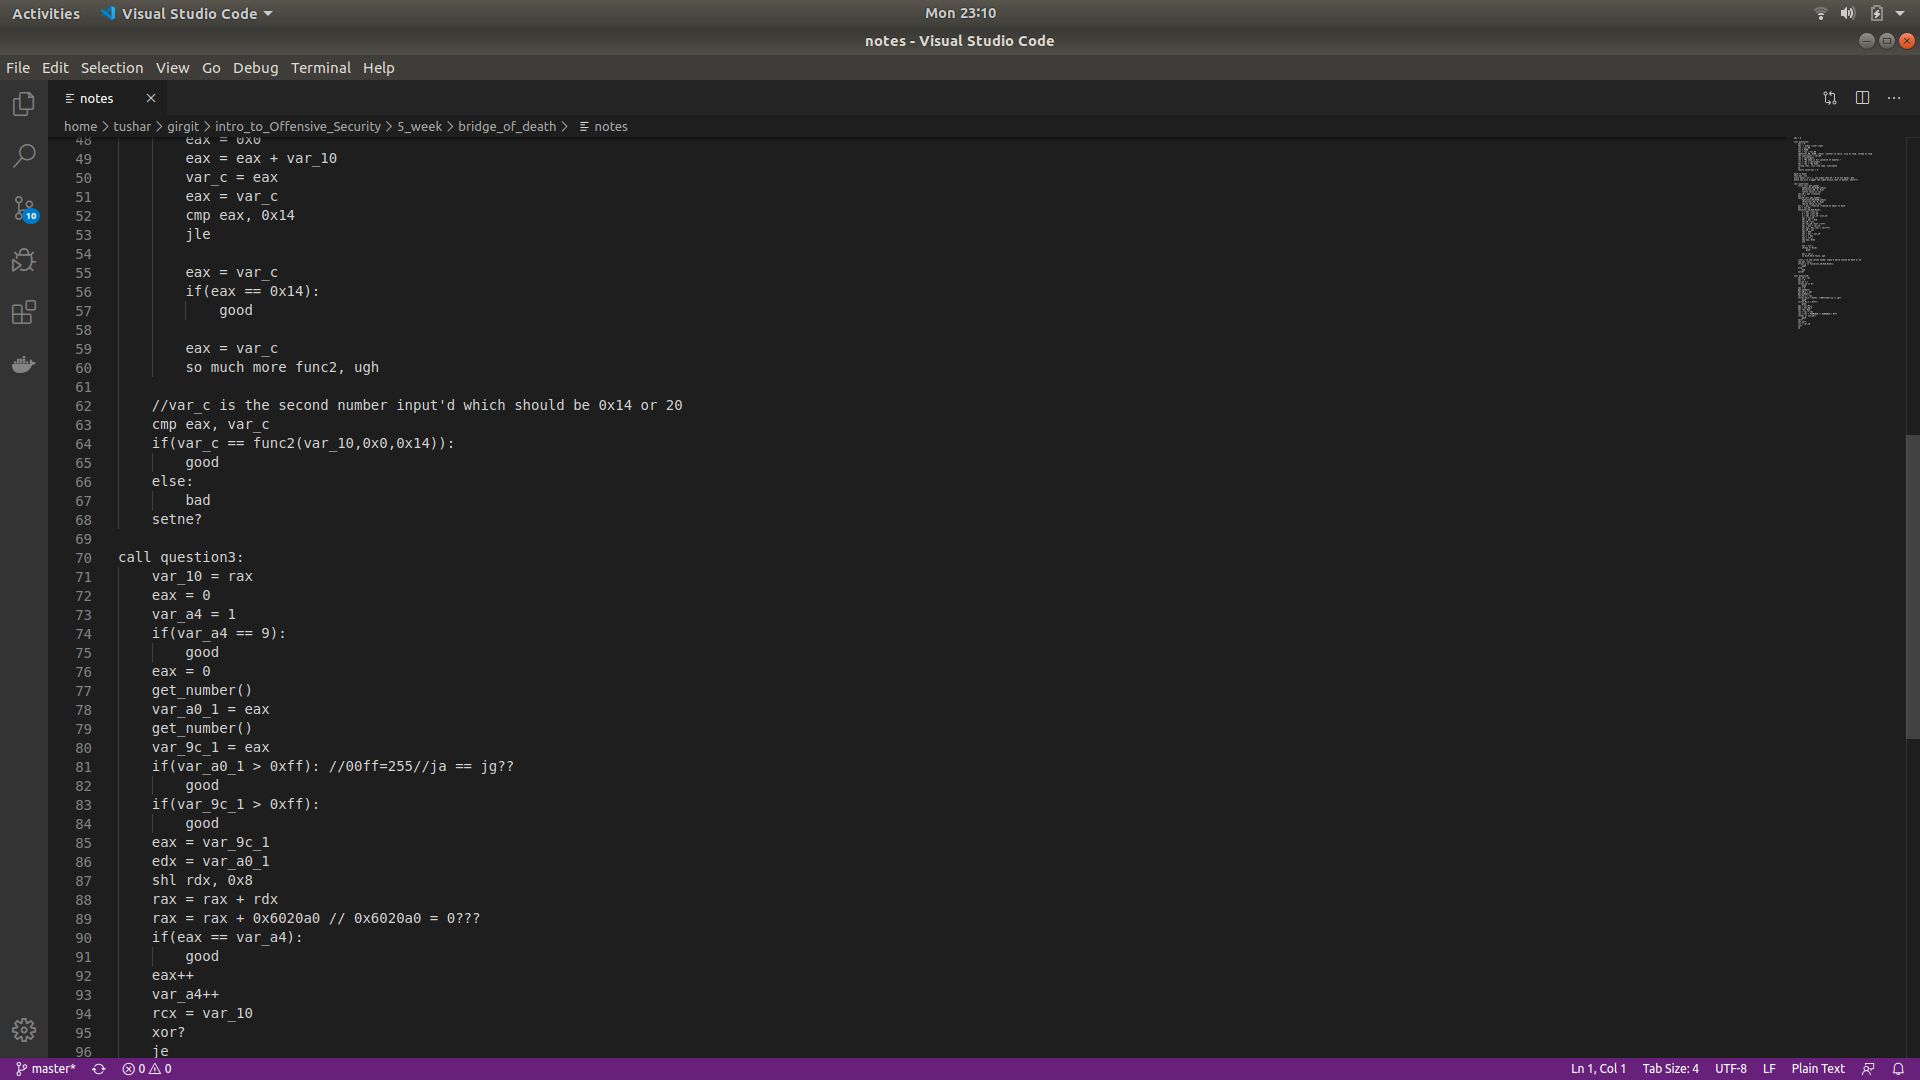 Activities
Visual Studio Code
Mon 23:10
notes - Visual Studio Code
File Edit Selection View Go Debug Terminal Help
notes
home > tushar > girgit > intro_to_Offensive_Security > 5_week > bridge_of_death > notes
48 eax = 0x0
49 eax = eax + var_10
50 var_c = eax
51 eax = var_c
52 cmp eax, 0x14
53 jle
54
55 eax = var_c
56 if(eax == 0x14):
57 good
58
59 eax = var_c
60 so much more func2, ugh
61
62 //var_c is the second number input'd which should be 0x14 or 20
63 cmp eax, var_c
64 if(var_c == func2(var_10,0x0,0x14)):
65 good
66 else:
67 bad
68 setne?
69
70 call question3:
71 var_10 = rax
72 eax = 0
73 var_a4 = 1
74 if(var_a4 == 9):
75 good
76 eax = 0
77 get_number()
78 var_a0_1 = eax
79 get_number()
80 var_9c_1 = eax
81 if(var_a0_1 > 0xff): //00ff=255//ja == jg??
82 good
83 if(var_9c_1 > 0xff):
84 good
85 eax = var_9c_1
86 edx = var_a0_1
87 shl rdx, 0x8
88 rax = rax + rdx
89 rax = rax + 0x6020a0 // 0x6020a0 = 0???
90 if(eax == var_a4):
91 good
92 eax++
93 var_a4++
94 rcx = var_10
95 xor?
96 je
10
master* 0 0
Ln 1, Col 1 Tab Size: 4 UTF-8 LF Plain Text